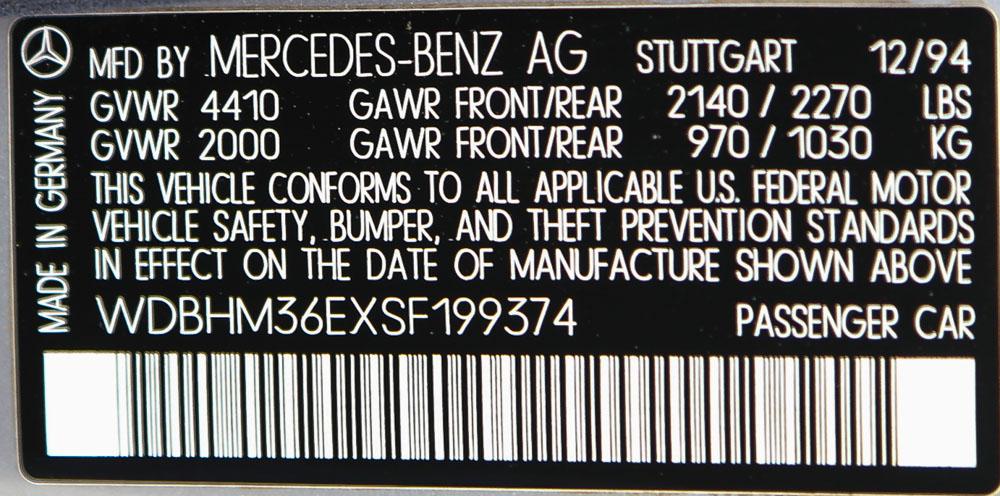 MFD BY MERCEDES-BENZ AG STUTTGART 12/94
GVWR 4410 GAWR FRONT/REAR 2140 / 2270 LBS
GVWR 2000 GAWR FRONT/REAR 970 / 1030 KG
THIS VEHICLE CONFORMS TO ALL APPLICABLE U.S. FEDERAL MOTOR
VEHICLE SAFETY, BUMPER, AND THEFT PREVENTION STANDARDS
IN EFFECT ON THE DATE OF MANUFACTURE SHOWN ABOVE
WDBHM36EXSF199374 PASSENGER CAR
MADE IN GERMANY